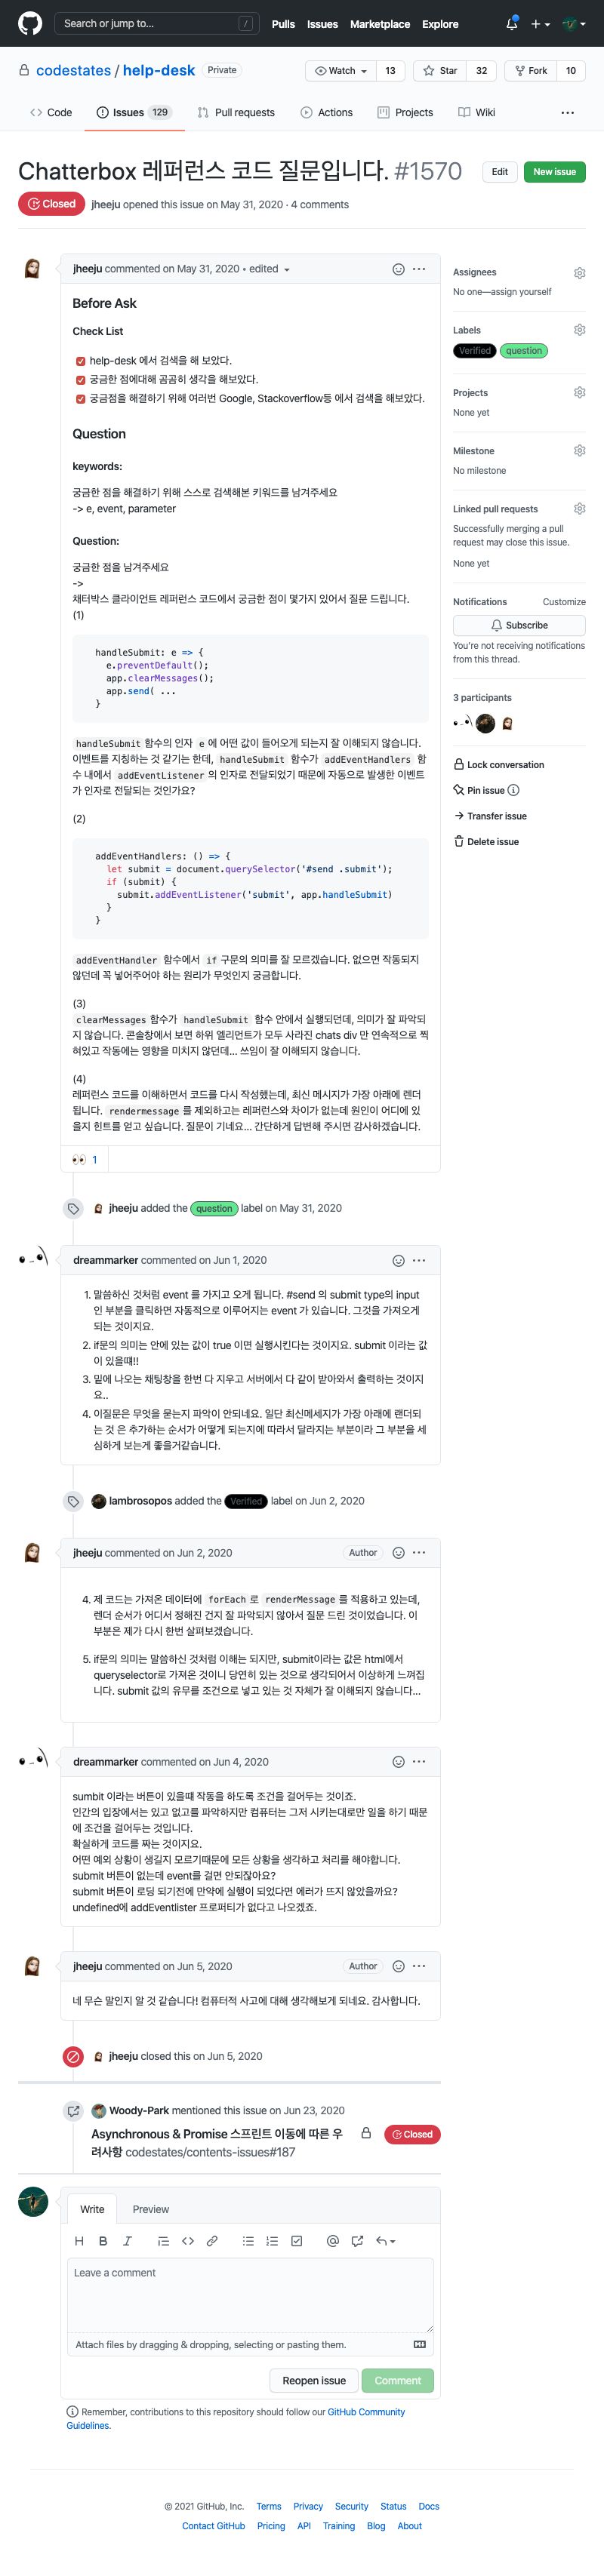 Search or jump to...
/
Pulls Issues Marketplace Explore
codestates / help-desk Private
Watch 13 Star 32 Fork 10
Code Issues 129 Pull requests Actions Projects Wiki ...
Chatterbox 레퍼런스 코드 질문입니다. #1570
Edit New issue
Closed jheeju opened this issue on May 31, 2020 · 4 comments
jheeju commented on May 31, 2020 • edited
Before Ask
Check List
help-desk 에서 검색을 해 보았다.
궁금한 점에대해 곰곰히 생각을 해보았다.
궁금점을 해결하기 위해 여러번 Google, Stackoverflow등 에서 검색을 해보았다.
Question
keywords:
궁금한 점을 해결하기 위해 스스로 검색해본 키워드를 남겨주세요
-> e, event, parameter
Question:
궁금한 점을 남겨주세요
->
채터박스 클라이언트 레퍼런스 코드에서 궁금한 점이 몇가지 있어서 질문 드립니다.
(1)
handleSubmit: e => {
e.preventDefault();
app.clearMessages();
app.send( ...
}
handleSubmit 함수의 인자 e 에 어떤 값이 들어오게 되는지 잘 이해되지 않습니다.
이벤트를 지칭하는 것 같기는 한데, handleSubmit 함수가 addEventHandlers 함
수 내에서 addEventListener 의 인자로 전달되었기 때문에 자동으로 발생한 이벤트
가 인자로 전달되는 것인가요?
(2)
addEventHandlers: () => {
let submit = document.querySelector('#send .submit');
if (submit) {
submit.addEventListener('submit', app.handleSubmit)
}
}
addEventHandler 함수에서 if 구문의 의미를 잘 모르겠습니다. 없으면 작동되지
않던데 꼭 넣어주어야 하는 원리가 무엇인지 궁금합니다.
(3)
clearMessages 함수가 handleSubmit 함수 안에서 실행되던데, 의미가 잘 파악되
지 않습니다. 콘솔창에서 보면 하위 엘리먼트가 모두 사라진 chats div 만 연속적으로 찍
혀있고 작동에는 영향을 미치지 않던데... 쓰임이 잘 이해되지 않습니다.
(4)
레퍼런스 코드를 이해하면서 코드를 다시 작성했는데, 최신 메시지가 가장 아래에 렌더
됩니다. rendermessage 를 제외하고는 레퍼런스와 차이가 없는데 원인이 어디에 있
을지 힌트를 얻고 싶습니다. 질문이 기네요... 간단하게 답변해 주시면 감사하겠습니다.
👀 1
Assignees
No one—assign yourself
Labels
Verified question
Projects
None yet
Milestone
No milestone
Linked pull requests
Successfully merging a pull
request may close this issue.
None yet
Notifications Customize
Subscribe
You're not receiving notifications
from this thread.
3 participants
Lock conversation
Pin issue
Transfer issue
Delete issue
jheeju added the question label on May 31, 2020
dreammarker commented on Jun 1, 2020
1. 말씀하신 것처럼 event 를 가지고 오게 됩니다. #send 의 submit type의 input
인 부분을 클릭하면 자동적으로 이루어지는 event 가 있습니다. 그것을 가져오게
되는 것이지요.
2. if문의 의미는 안에 있는 값이 true 이면 실행시킨다는 것이지요. submit 이라는 값
이 있을떄!!
3. 밑에 나오는 채팅창을 한번 다 지우고 서버에서 다 같이 받아와서 출력하는 것이지
요..
4. 이질문은 무엇을 묻는지 파악이 안되네요. 일단 최신메세지가 가장 아래에 랜더되
는 것 은 추가하는 순서가 어떻게 되는지에 따라서 달라지는 부분이라 그 부분을 세
심하게 보는게 좋을거같습니다.
lambrosopos added the Verified label on Jun 2, 2020
jheeju commented on Jun 2, 2020 Author
4. 제 코드는 가져온 데이터에 forEach 로 renderMessage 를 적용하고 있는데,
렌더 순서가 어디서 정해진 건지 잘 파악되지 않아서 질문 드린 것이었습니다. 이
부분은 제가 다시 한번 살펴보겠습니다.
5. if문의 의미는 말씀하신 것처럼 이해는 되지만, submit이라는 값은 html에서
queryselector로 가져온 것이니 당연히 있는 것으로 생각되어서 이상하게 느껴집
니다. submit 값의 유무를 조건으로 넣고 있는 것 자체가 잘 이해되지 않습니다...
dreammarker commented on Jun 4, 2020
sumbit 이라는 버튼이 있을떄 작동을 하도록 조건을 걸어두는 것이죠.
인간의 입장에서는 있고 없고를 파악하지만 컴퓨터는 그저 시키는대로만 일을 하기 때문
에 조건을 걸어두는 것입니다.
확실하게 코드를 짜는 것이지요.
어떤 예외 상황이 생길지 모르기때문에 모든 상황을 생각하고 처리를 해야합니다.
submit 버튼이 없는데 event를 걸면 안되잖아요?
submit 버튼이 로딩 되기전에 만약에 실행이 되었다면 에러가 뜨지 않았을까요?
undefined에 addEventlister 프로퍼티가 없다고 나오겠죠.
jheeju commented on Jun 5, 2020 Author
네 무슨 말인지 알 것 같습니다! 컴퓨터적 사고에 대해 생각해보게 되네요. 감사합니다.
jheeju closed this on Jun 5, 2020
Woody-Park mentioned this issue on Jun 23, 2020
Asynchronous & Promise 스프린트 이동에 따른 우
려사항 codestates/contents-issues#187
Closed
Write Preview
Leave a comment
Attach files by dragging & dropping, selecting or pasting them.
Reopen issue Comment
Remember, contributions to this repository should follow our GitHub Community
Guidelines.
© 2021 GitHub, Inc. Terms Privacy Security Status Docs
Contact GitHub Pricing API Training Blog About